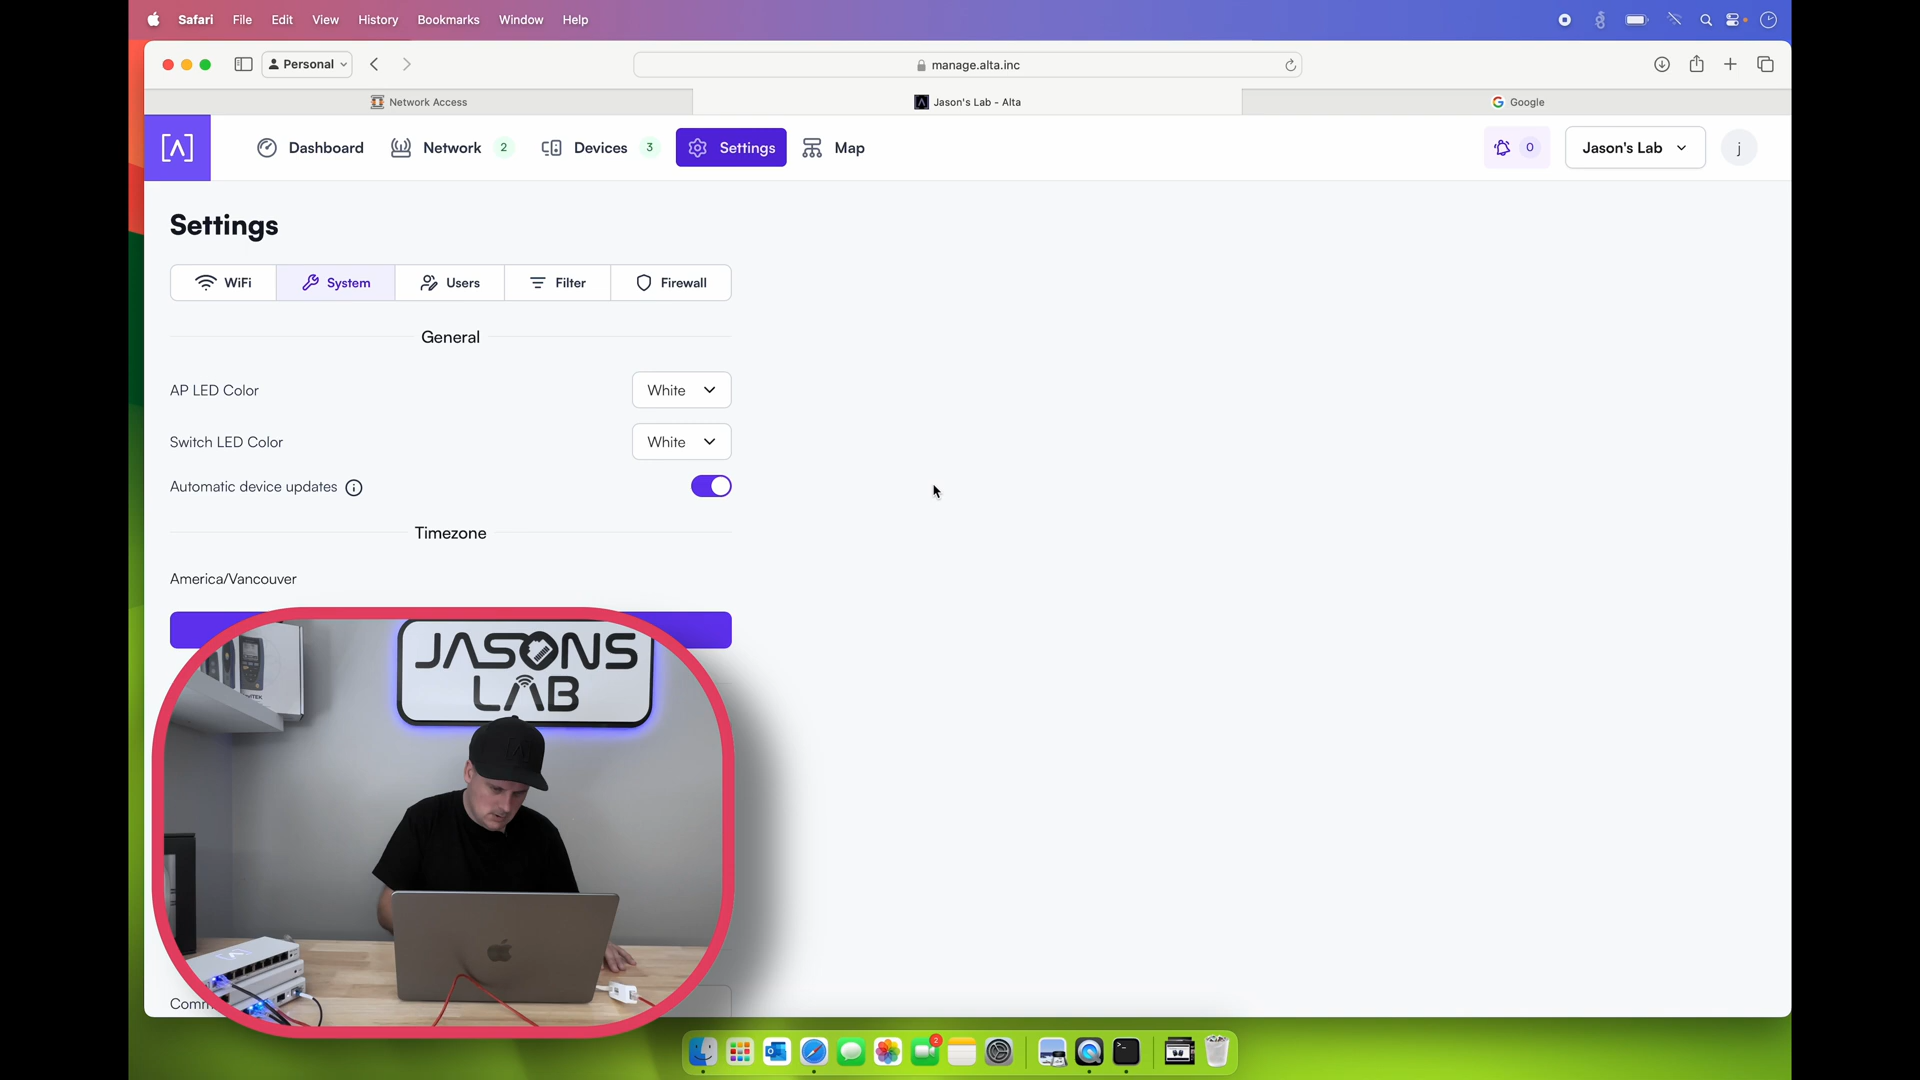 Safari File Edit View History Bookmarks Window Help
Personal
manage.alta.inc
Network Access
Jason's Lab - Alta
Google
Dashboard
Network 2
Devices 3
Settings
Map
0
Jason's Lab
j
Settings
WiFi
System
Users
Filter
Firewall
General
AP LED Color
White
Switch LED Color
White
Automatic device updates
Timezone
America/Vancouver
JASONS
LAB
2